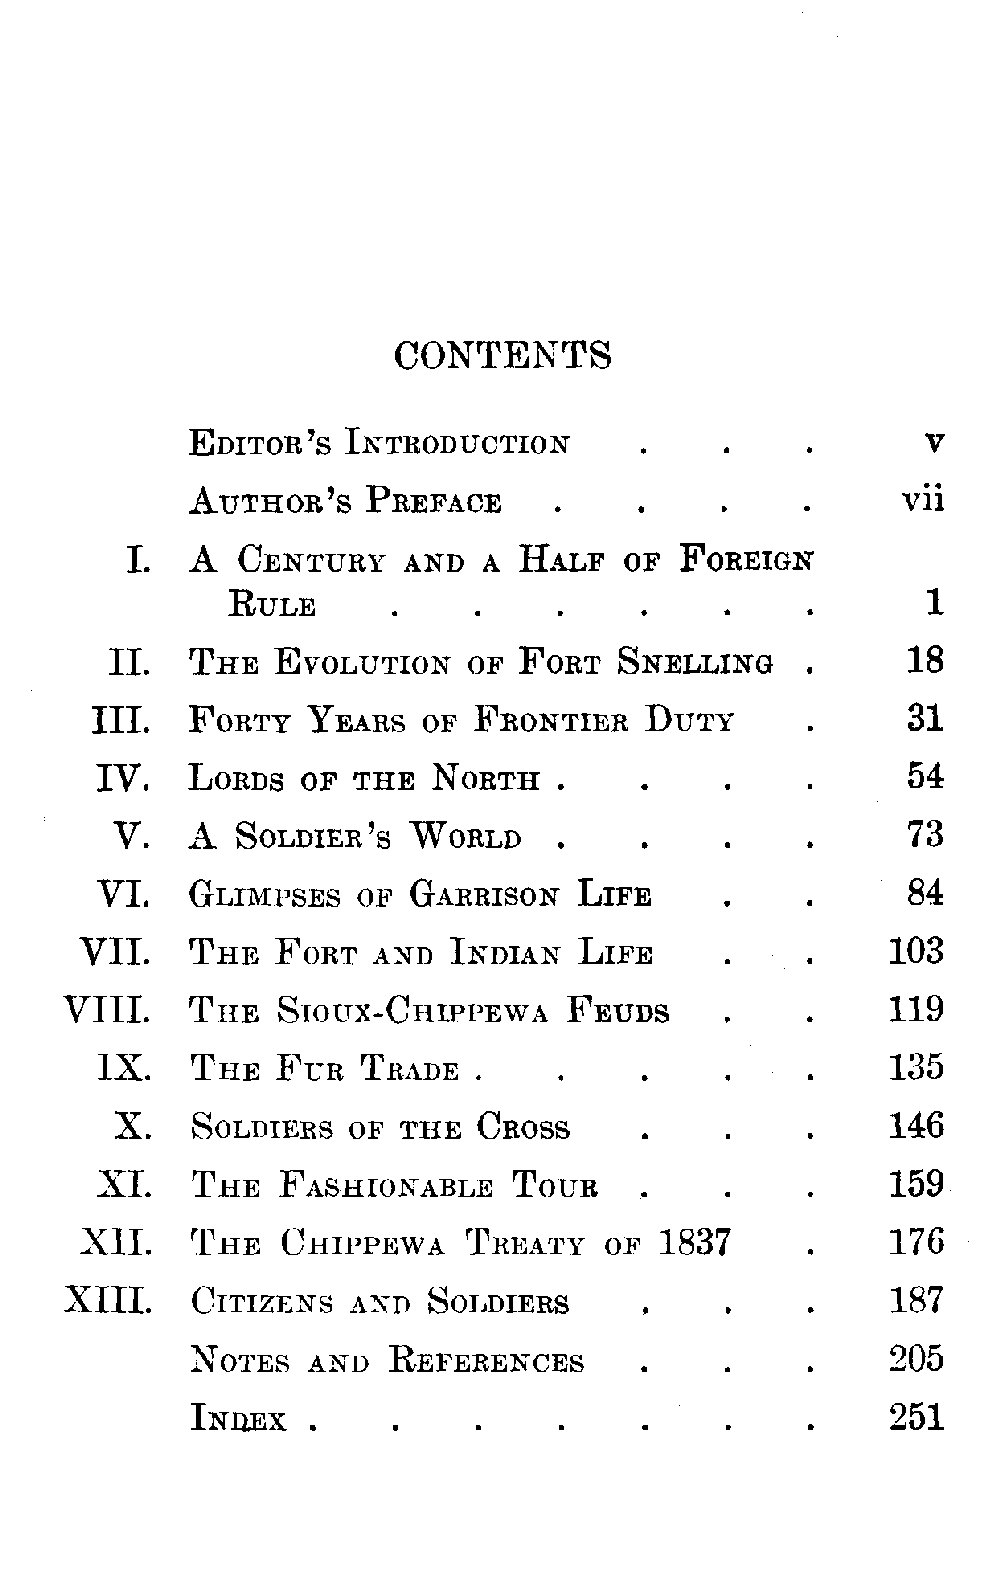 CONTENTS
EDITOR'S INTRODUCTION . . . v
AUTHOR'S PREFACE . . . . vii
I. A CENTURY AND A HALF OF FOREIGN
RULE . . . . . . 1
II. THE EVOLUTION OF FORT SNELLING . 18
III. FORTY YEARS OF FRONTIER DUTY . 31
IV. LORDS OF THE NORTH . . . . 54
V. A SOLDIER'S WORLD . . . . 73
VI. GLIMPSES OF GARRISON LIFE . . 84
VII. THE FORT AND INDIAN LIFE . . 103
VIII. THE SIOUX-CHIPPEWA FEUDS . . 119
IX. THE FUR TRADE . . . . . 135
X. SOLDIERS OF THE CROSS . . . 146
XI. THE FASHIONABLE TOUR . . . 159
XII. THE CHIPPEWA TREATY OF 1837 . 176
XIII. CITIZENS AND SOLDIERS . . . 187
NOTES AND REFERENCES . . . 205
INDEX . . . . . . . 251